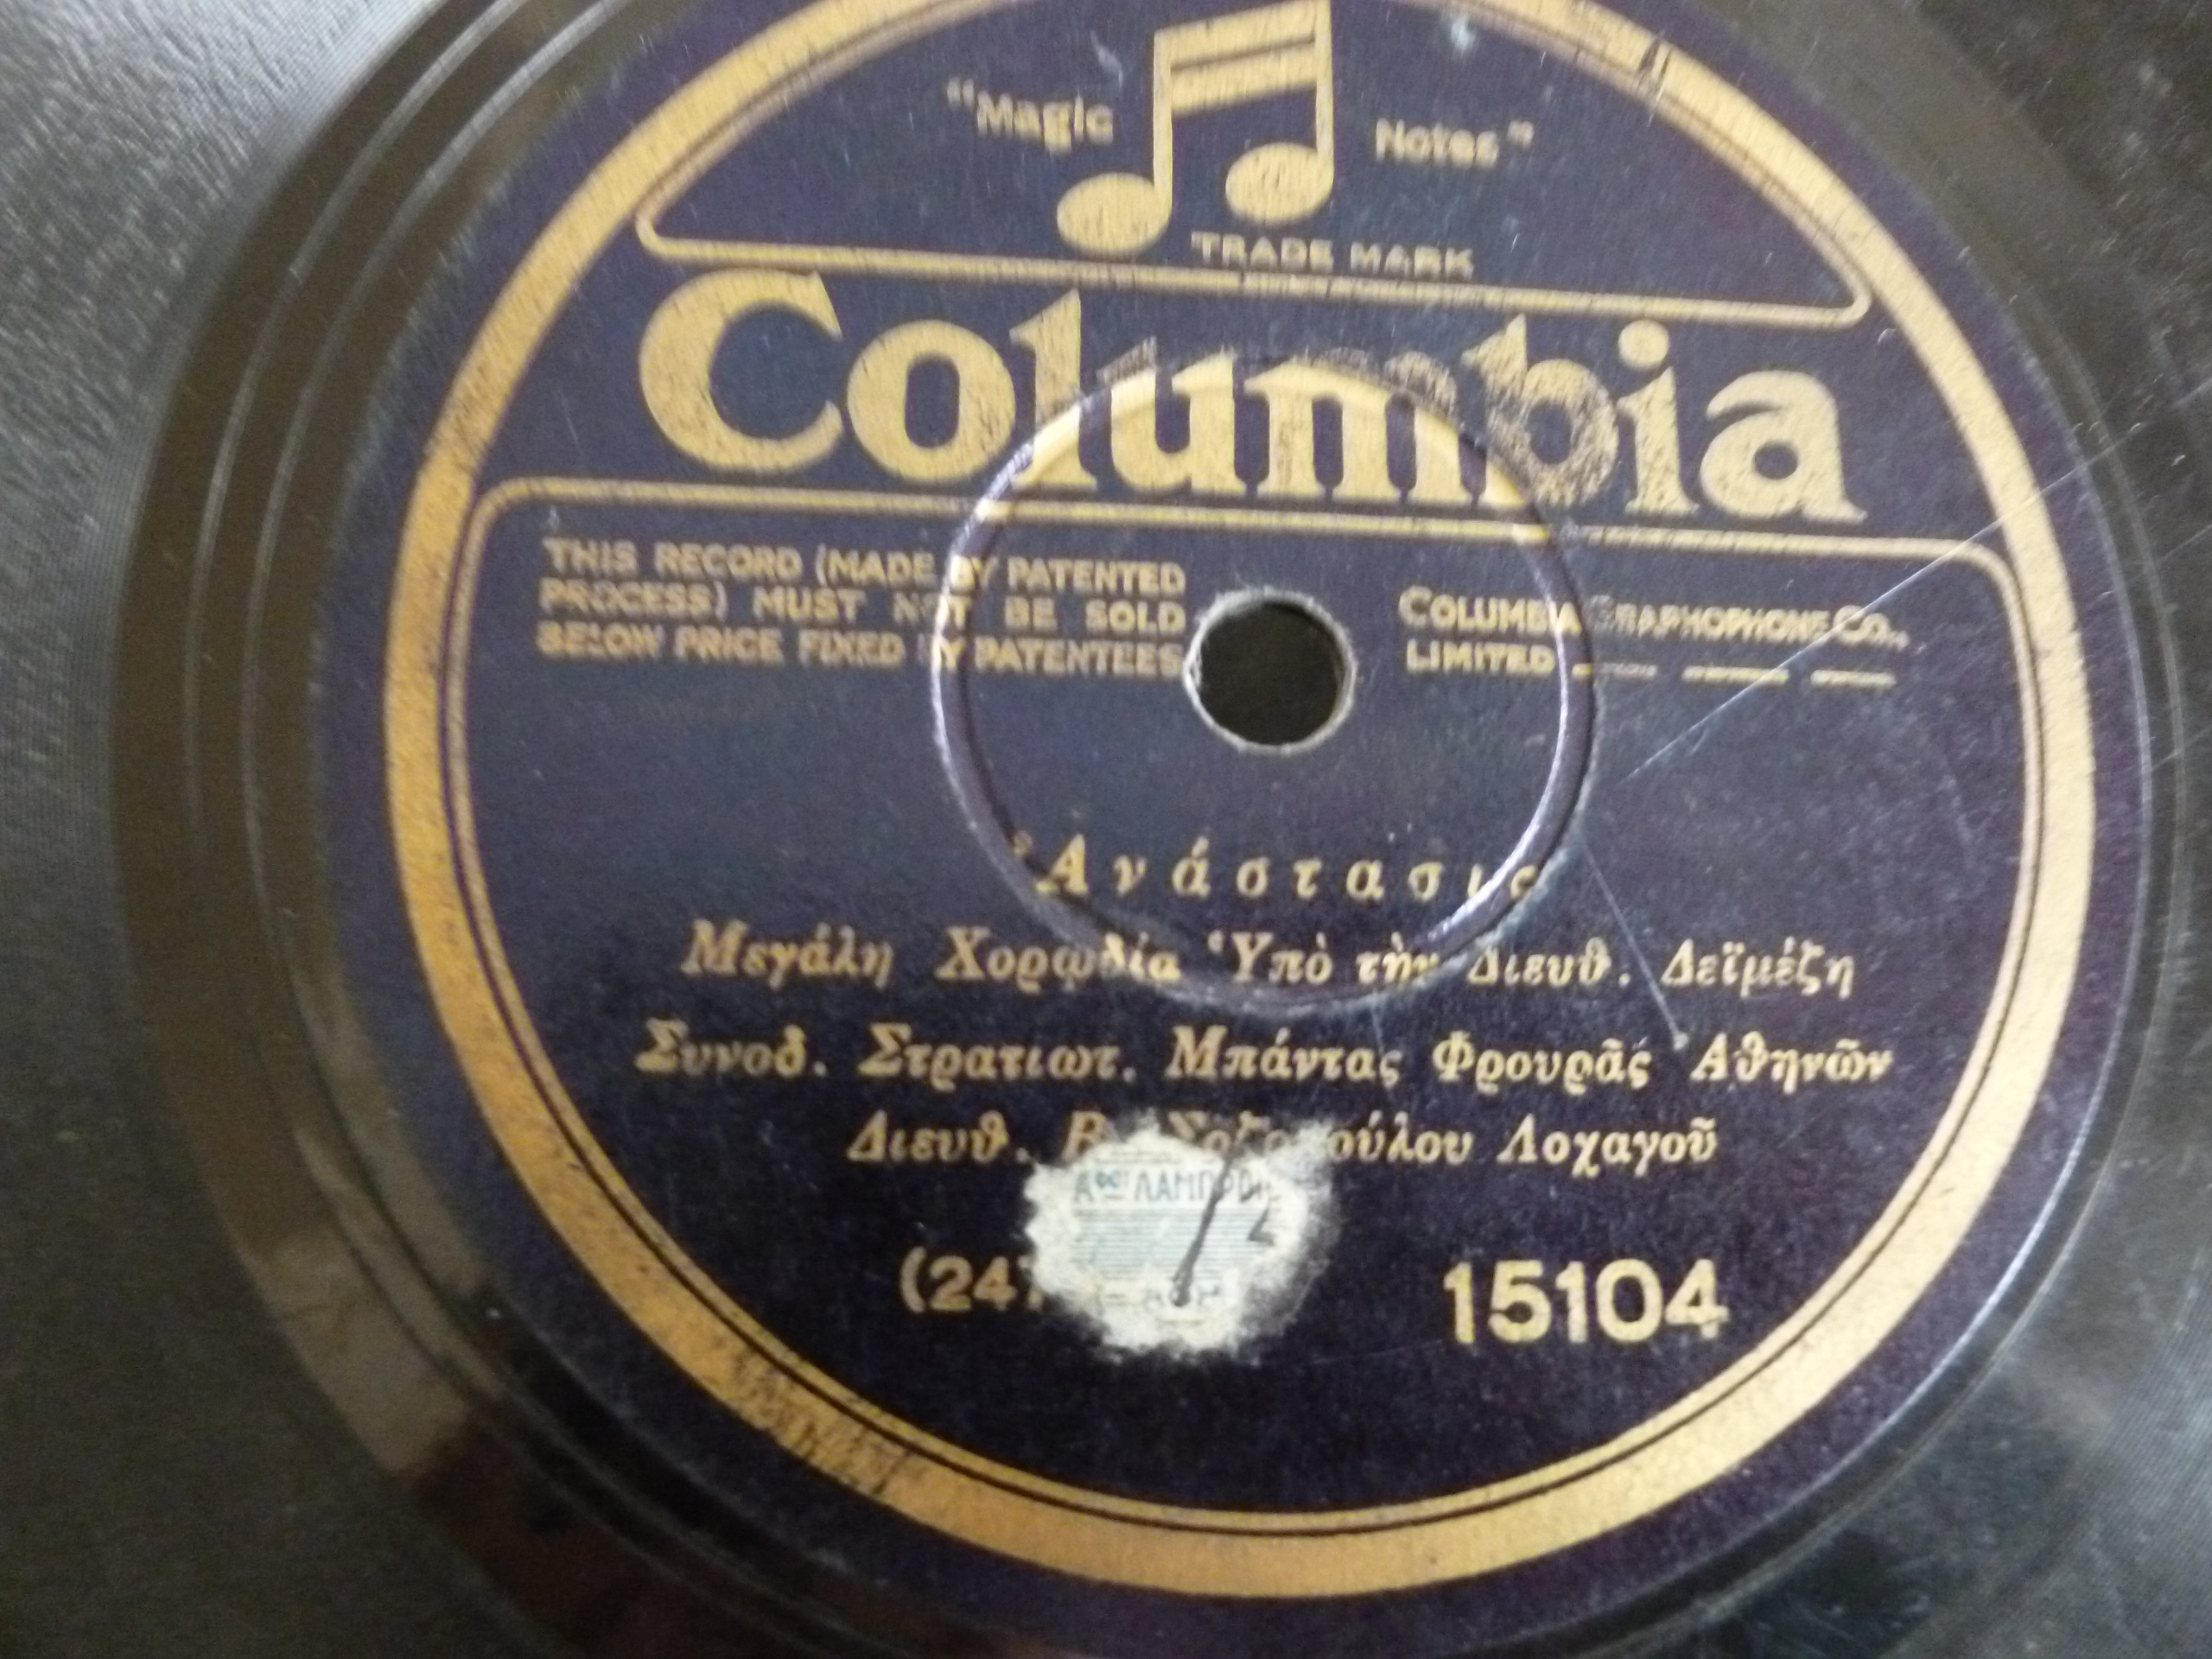 "Magic Notes"
TRADE MARK
Columbia
THIS RECORD (MADE BY PATENTED
PROCESS) MUST NOT BE SOLD
BELOW PRICE FIXED BY PATENTEES
COLUMBIA GRAPHOPHONE CO.,
LIMITED
Ἀνάστασις
Μεγάλη Χορῳδία Ὑπὸ τὴν Διευθ. Δεϊμέζη
Συνοδ. Στρατιωτ. Μπάντας Φρουρᾶς Ἀθηνῶν
Διευθ. Λοχαγοῦ
15104